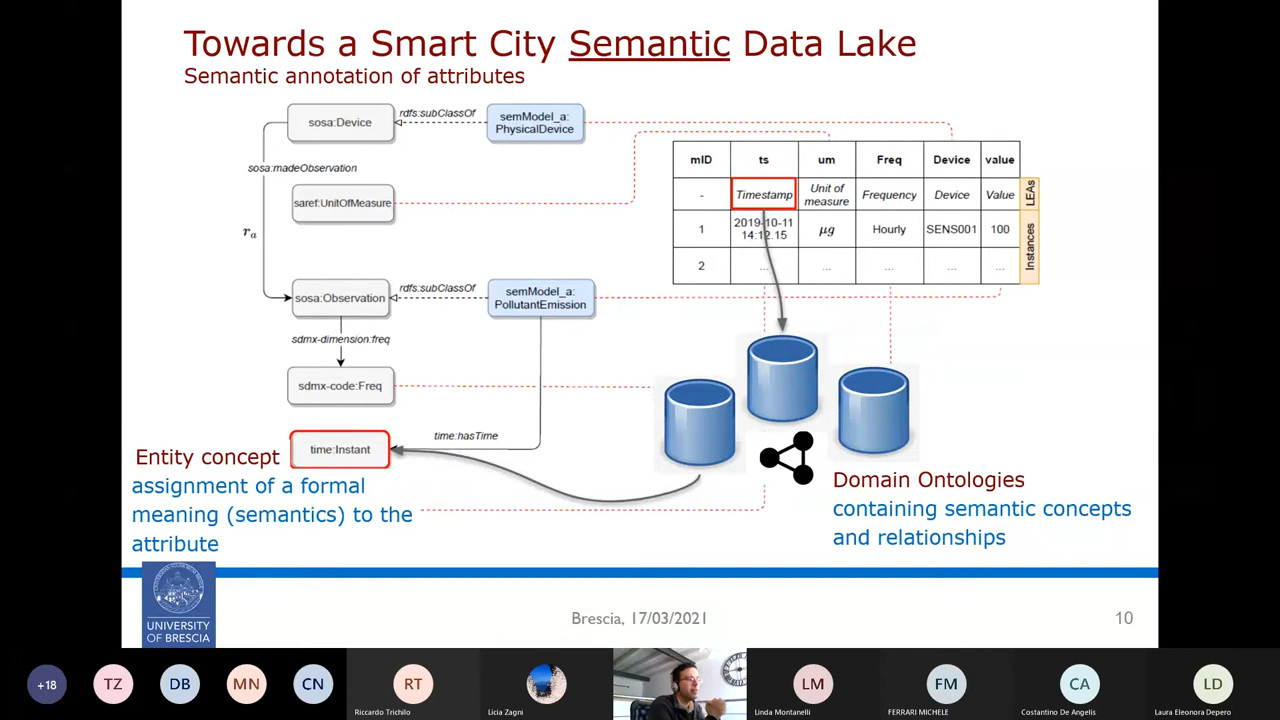 Towards a Smart City Semantic Data Lake
Semantic annotation of attributes
sosa:Device
rdfs:subClassOf
semModel_a:
PhysicalDevice
sosa:madeObservation
saref:UnitOfMeasure
ra
sosa:Observation
rdfs:subClassOf
semModel_a:
PollutantEmission
sdmx-dimension:freq
sdmx-code:Freq
time:hasTime
time:Instant
mID ts um Freq Device value
- Timestamp Unit of measure Frequency Device Value
LEAs
1 2019-10-11 14:12.15 µg Hourly SENS001 100
2 ... ... ... ... ...
Instances
Entity concept
assignment of a formal
meaning (semantics) to the
attribute
Domain Ontologies
containing semantic concepts
and relationships
UNIVERSITY
OF BRESCIA
Brescia, 17/03/2021
10
+18
TZ
DB
MN
CN
RT
Riccardo Trichilo
Licia Zagni
LM
Linda Montanelli
FM
FERRARI MICHELE
CA
Costantino De Angelis
LD
Laura Eleonora Depero